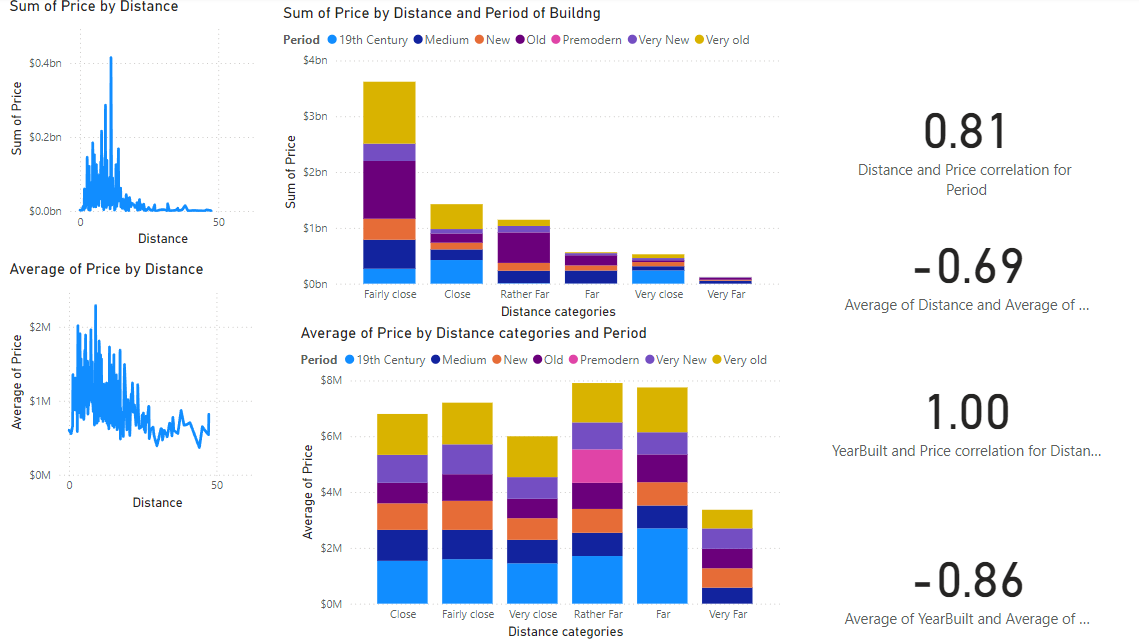 Sum of Price by Distance
$0.4bn
$0.2bn
$0.0bn
Sum of Price
0
50
Distance
Average of Price by Distance
$2M
$1M
$0M
Average of Price
0
50
Distance
Sum of Price by Distance and Period of Buildng
Period 19th Century Medium New Old Premodern Very New Very old
$4bn
$3bn
$2bn
$1bn
$0bn
Sum of Price
Fairly close Close Rather Far Far Very close Very Far
Distance categories
Average of Price by Distance categories and Period
Period 19th Century Medium New Old Premodern Very New Very old
$8M
$6M
$4M
$2M
$0M
Average of Price
Close Fairly close Very close Rather Far Far Very Far
Distance categories
0.81
Distance and Price correlation for
Period
-0.69
Average of Distance and Average of ...
1.00
YearBuilt and Price correlation for Distan...
-0.86
Average of YearBuilt and Average of ...